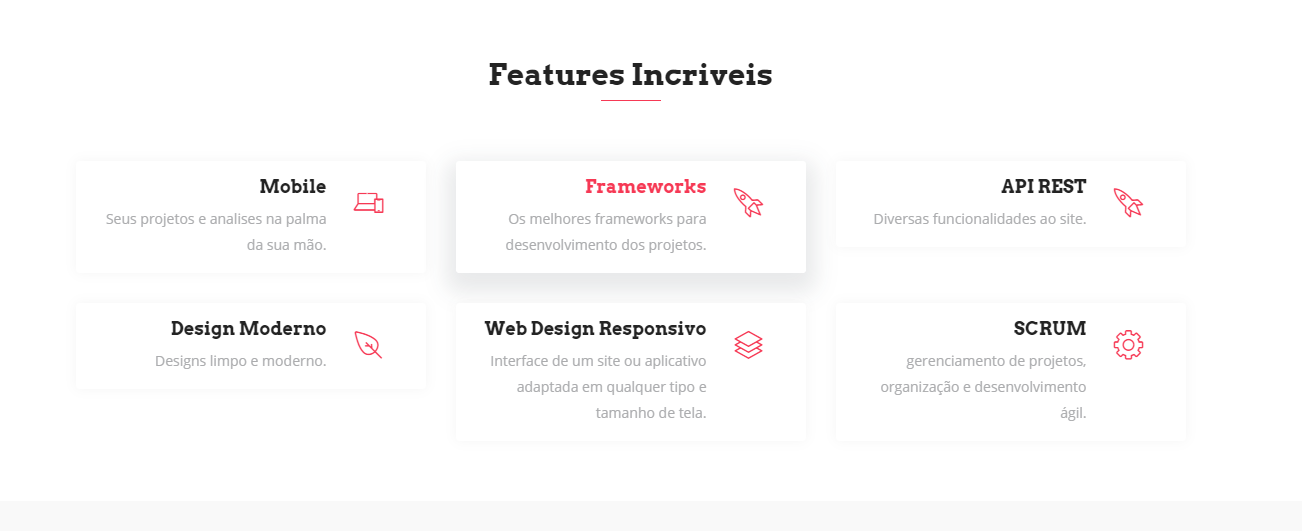 Features Incriveis
Mobile
Seus projetos e analises na palma
da sua mão.
Frameworks
Os melhores frameworks para
desenvolvimento dos projetos.
API REST
Diversas funcionalidades ao site.
Design Moderno
Designs limpo e moderno.
Web Design Responsivo
Interface de um site ou aplicativo
adaptada em qualquer tipo e
tamanho de tela.
SCRUM
gerenciamento de projetos,
organização e desenvolvimento
ágil.